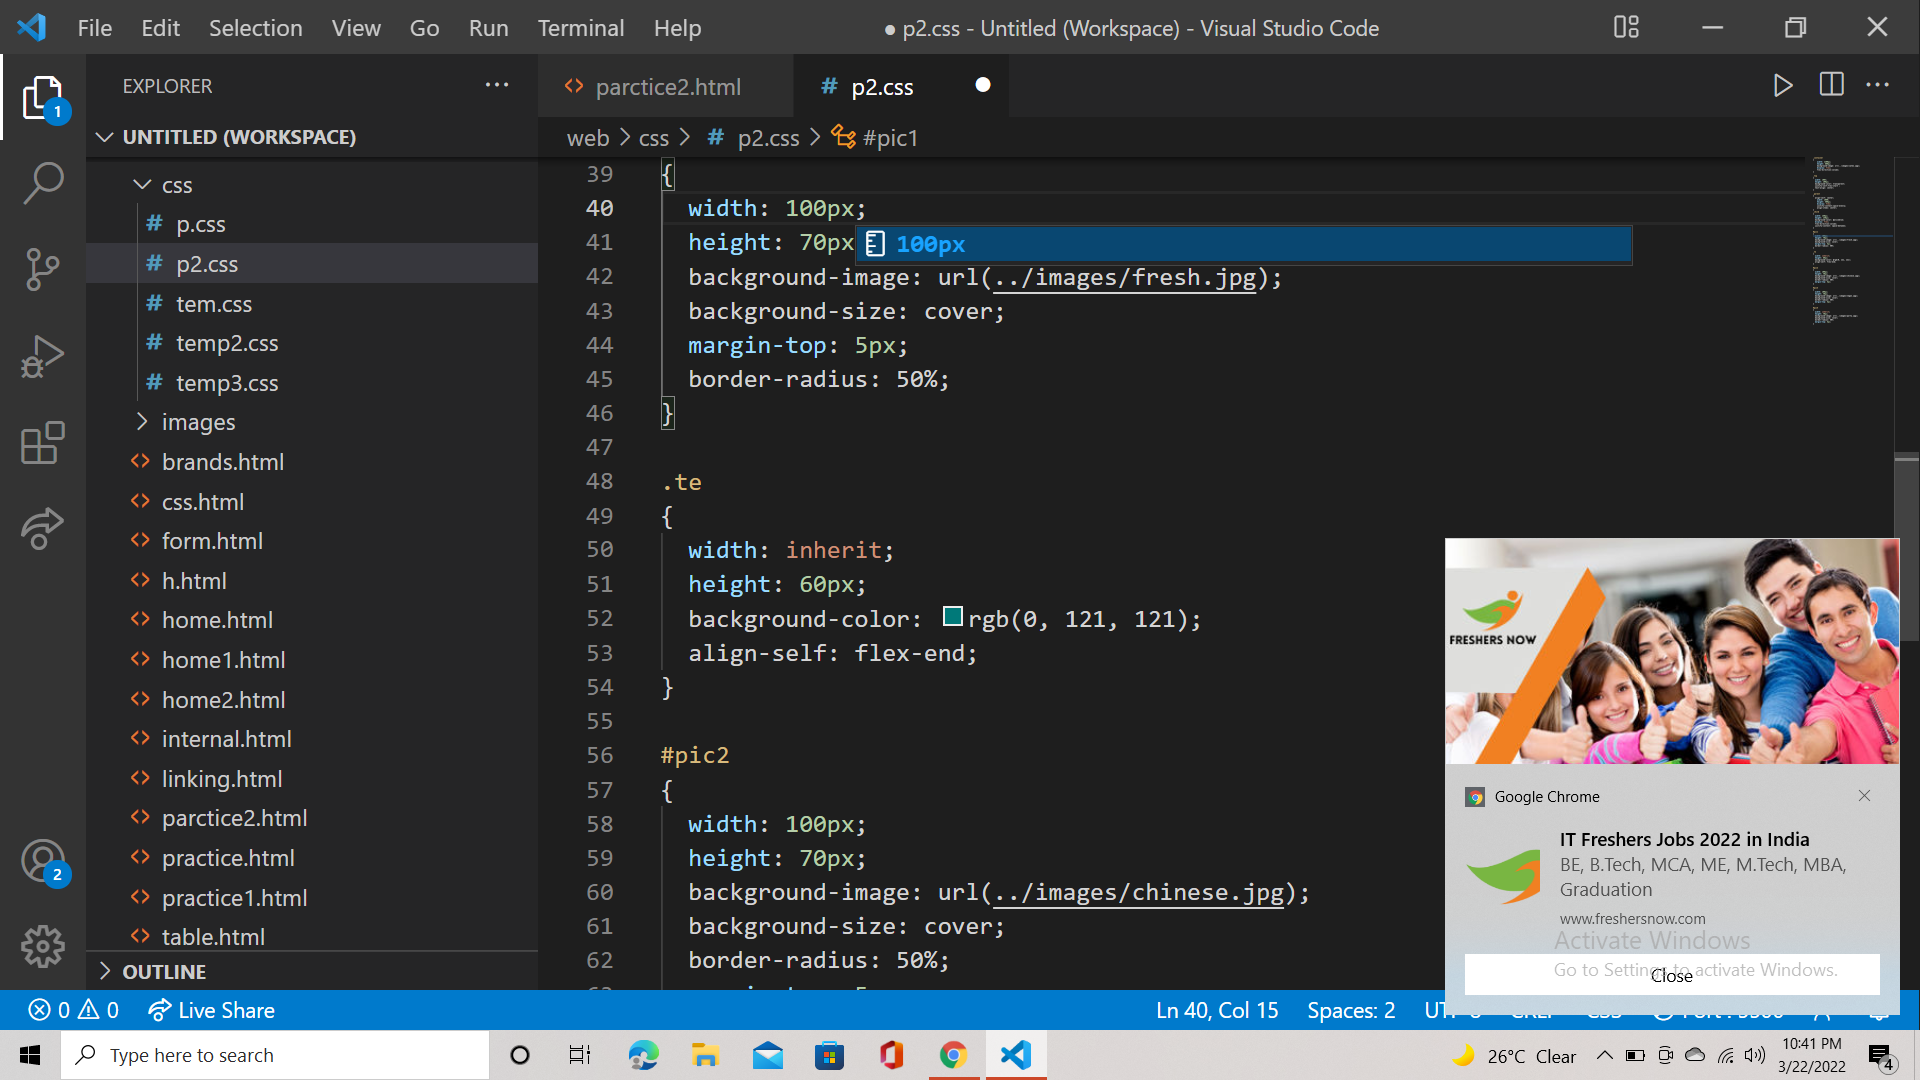 File Edit Selection View Go Run Terminal Help
● p2.css - Untitled (Workspace) - Visual Studio Code
EXPLORER
1
UNTITLED (WORKSPACE)
css
# p.css
# p2.css
# tem.css
# temp2.css
# temp3.css
images
<> brands.html
<> css.html
<> form.html
<> h.html
<> home.html
<> home1.html
<> home2.html
<> internal.html
<> linking.html
<> parctice2.html
<> practice.html
2
<> practice1.html
<> table.html
OUTLINE
<> parctice2.html
# p2.css
web > css > # p2.css > #pic1
39 {
40 width: 100px;
41 height: 70px
100px
42 background-image: url(../images/fresh.jpg);
43 background-size: cover;
44 margin-top: 5px;
45 border-radius: 50%;
46 }
47
48 .te
49 {
50 width: inherit;
51 height: 60px;
52 background-color: rgb(0, 121, 121);
53 align-self: flex-end;
54 }
55
56 #pic2
57 {
58 width: 100px;
59 height: 70px;
60 background-image: url(../images/chinese.jpg);
61 background-size: cover;
62 border-radius: 50%;
FRESHERS NOW
Google Chrome
IT Freshers Jobs 2022 in India
BE, B.Tech, MCA, ME, M.Tech, MBA,
Graduation
www.freshersnow.com
Activate Windows
Go to Settings to activate Windows.
Close
0 0 Live Share
Ln 40, Col 15 Spaces: 2
Type here to search
26°C Clear
10:41 PM
3/22/2022
4